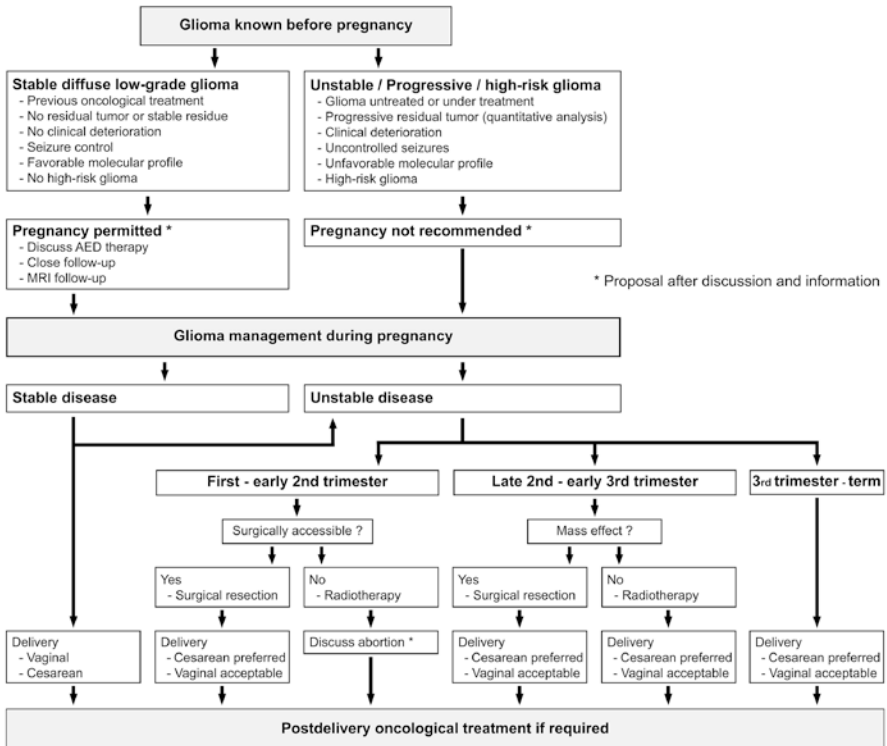 Glioma known before pregnancy
Stable diffuse low-grade glioma
- Previous oncological treatment
- No residual tumor or stable residue
- No clinical deterioration
- Seizure control
- Favorable molecular profile
- No high-risk glioma
Unstable / Progressive / high-risk glioma
- Glioma untreated or under treatment
- Progressive residual tumor (quantitative analysis)
- Clinical deterioration
- Uncontrolled seizures
- Unfavorable molecular profile
- High-risk glioma
Pregnancy permitted *
- Discuss AED therapy
- Close follow-up
- MRI follow-up
Pregnancy not recommended *
* Proposal after discussion and information
Glioma management during pregnancy
Stable disease
Unstable disease
First - early 2nd trimester
Late 2nd - early 3rd trimester
3rd trimester - term
Surgically accessible ?
Mass effect ?
Yes
- Surgical resection
No
- Radiotherapy
Yes
- Surgical resection
No
- Radiotherapy
Delivery
- Vaginal
- Cesarean
Delivery
- Cesarean preferred
- Vaginal acceptable
Discuss abortion *
Delivery
- Cesarean preferred
- Vaginal acceptable
Delivery
- Cesarean preferred
- Vaginal acceptable
Delivery
- Cesarean preferred
- Vaginal acceptable
Postdelivery oncological treatment if required